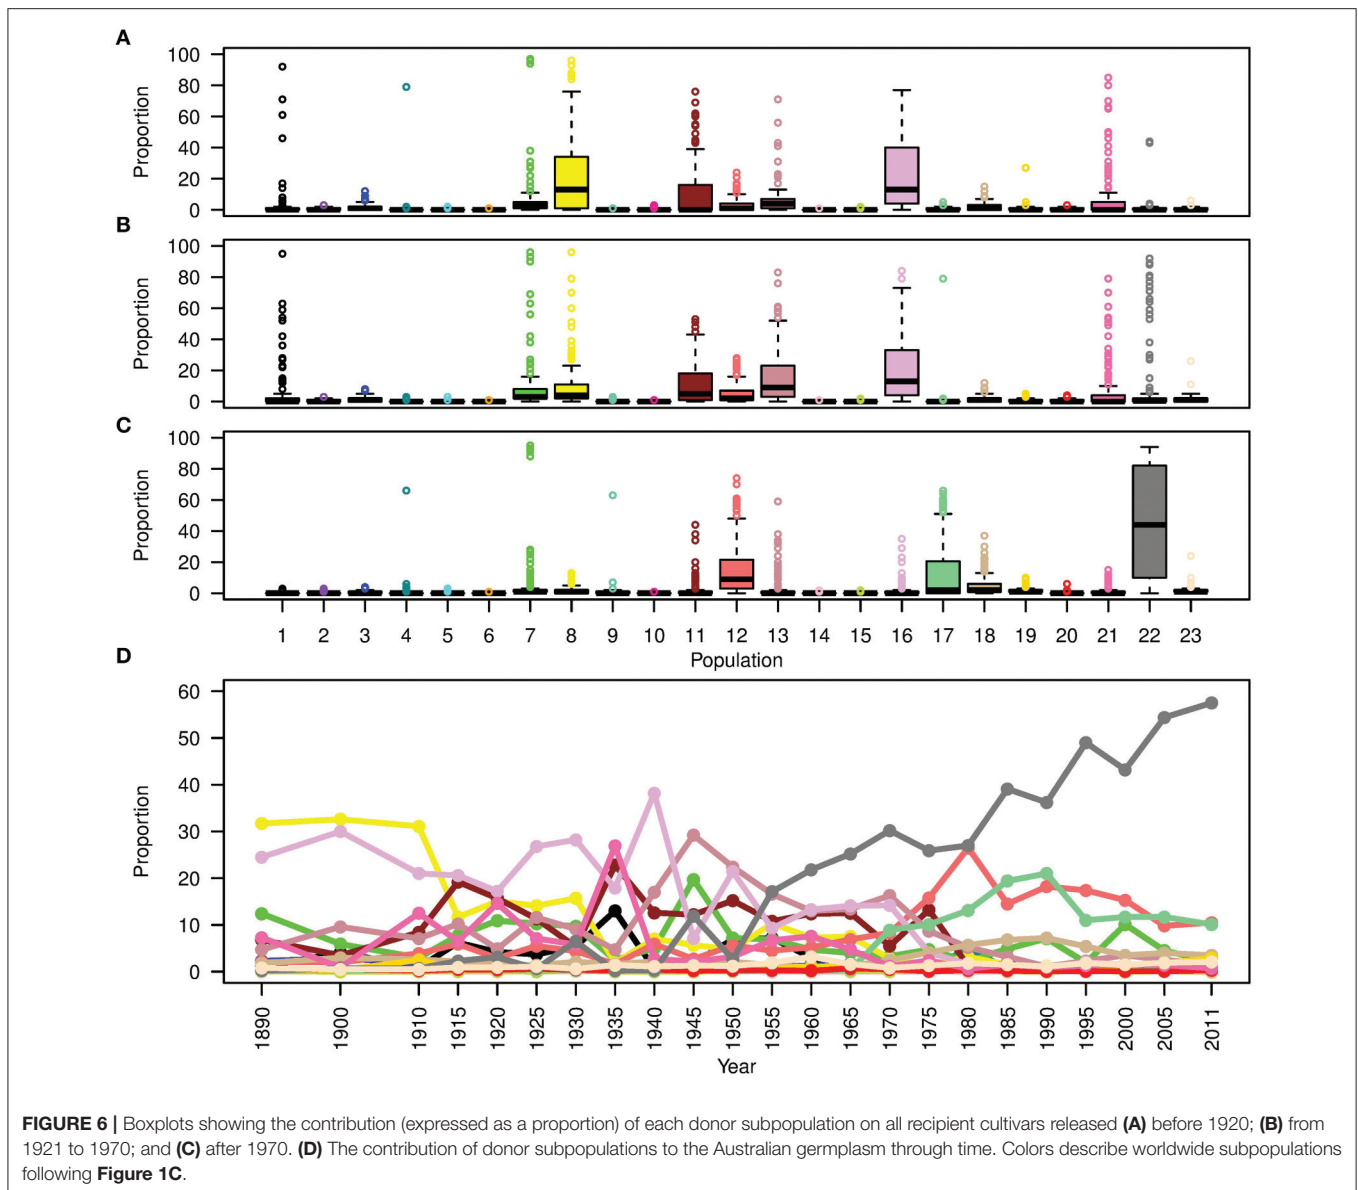 A
100
80
60
40
20
0
Proportion
B
100
80
60
40
20
0
Proportion
C
100
80
60
40
20
0
Proportion
1 2 3 4 5 6 7 8 9 10 11 12 13 14 15 16 17 18 19 20 21 22 23
Population
D
60
50
40
30
20
10
0
Proportion
1890 1900 1910 1915 1920 1925 1930 1935 1940 1945 1950 1955 1960 1965 1970 1975 1980 1985 1990 1995 2000 2005 2011
Year
FIGURE 6 | Boxplots showing the contribution (expressed as a proportion) of each donor subpopulation on all recipient cultivars released (A) before 1920; (B) from
1921 to 1970; and (C) after 1970. (D) The contribution of donor subpopulations to the Australian germplasm through time. Colors describe worldwide subpopulations
following Figure 1C.